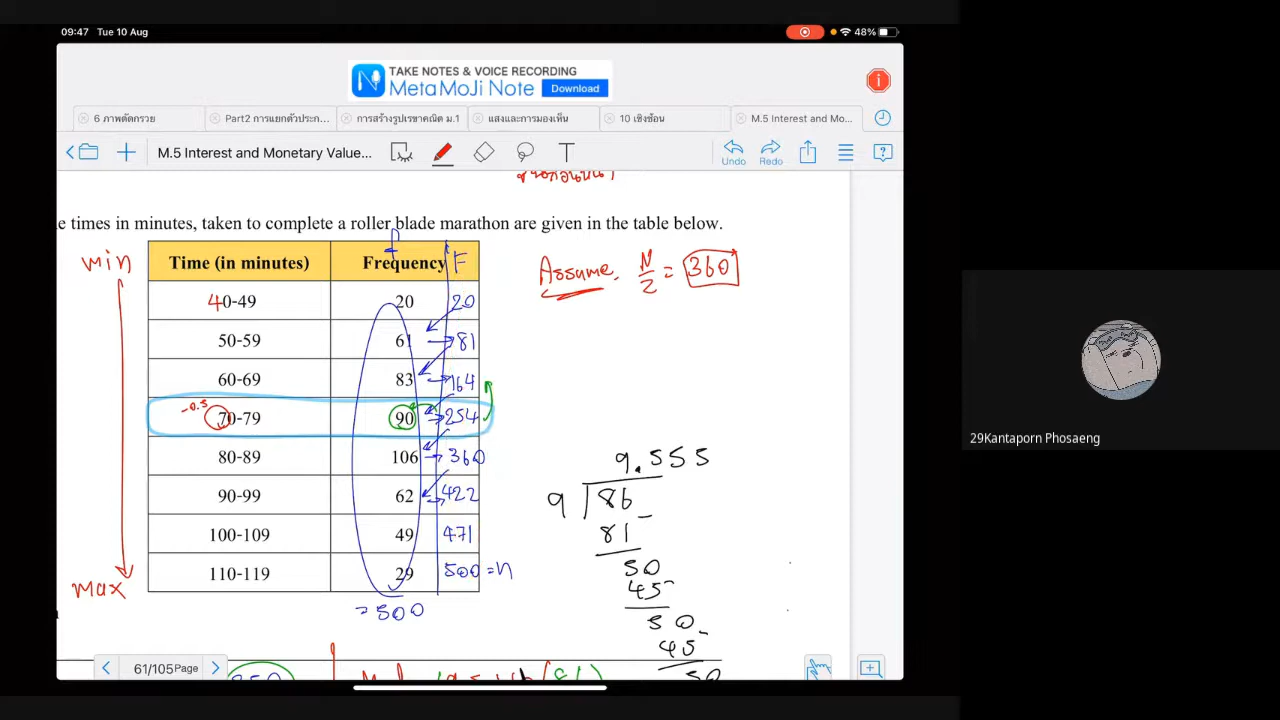 09:47 Tue 10 Aug 48%
TAKE NOTES & VOICE RECORDING
MetaMoJi Note Download
6 ภาพตัดกรวย Part2 การแยกตัวประก... การสร้างรูปเรขาคณิต ม.1 แสงและการมองเห็น 10 เชิงซ้อน M.5 Interest and Mo...
M.5 Interest and Monetary Value... T Undo Redo
e times in minutes, taken to complete a roller blade marathon are given in the table below.
min Time (in minutes) Frequency f F
Assume, N/2 = 360
40-49 20 20
50-59 61 81
60-69 83 164
-0.5 70-79 90 254
80-89 106 360
90-99 62 422
100-109 49 471
110-119 29 500 = n
max
= 500
9.555
9 86
81
50
45
50
45
50
61/105Page
29Kantaporn Phosaeng